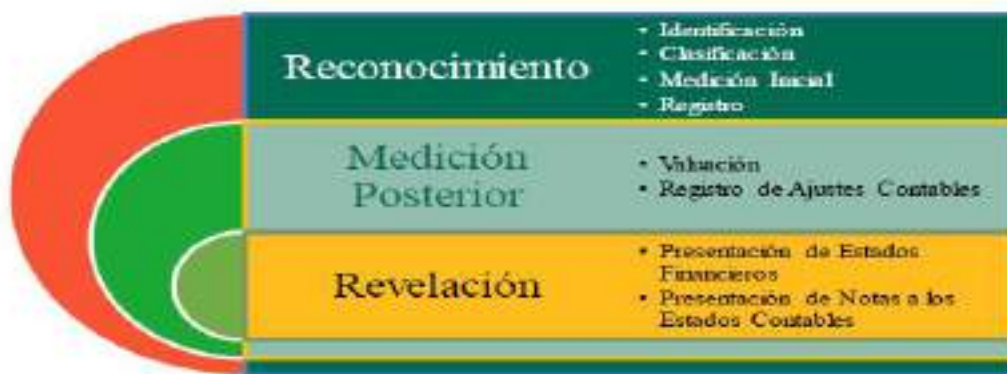 Reconocimiento
• Identificación
• Clasificación
• Medición Inicial
• Registro
Medición
Posterior
• Valuación
• Registro de Ajustes Contables
Revelación
• Presentación de Estados
Financieros
• Presentación de Notas a los
Estados Contables